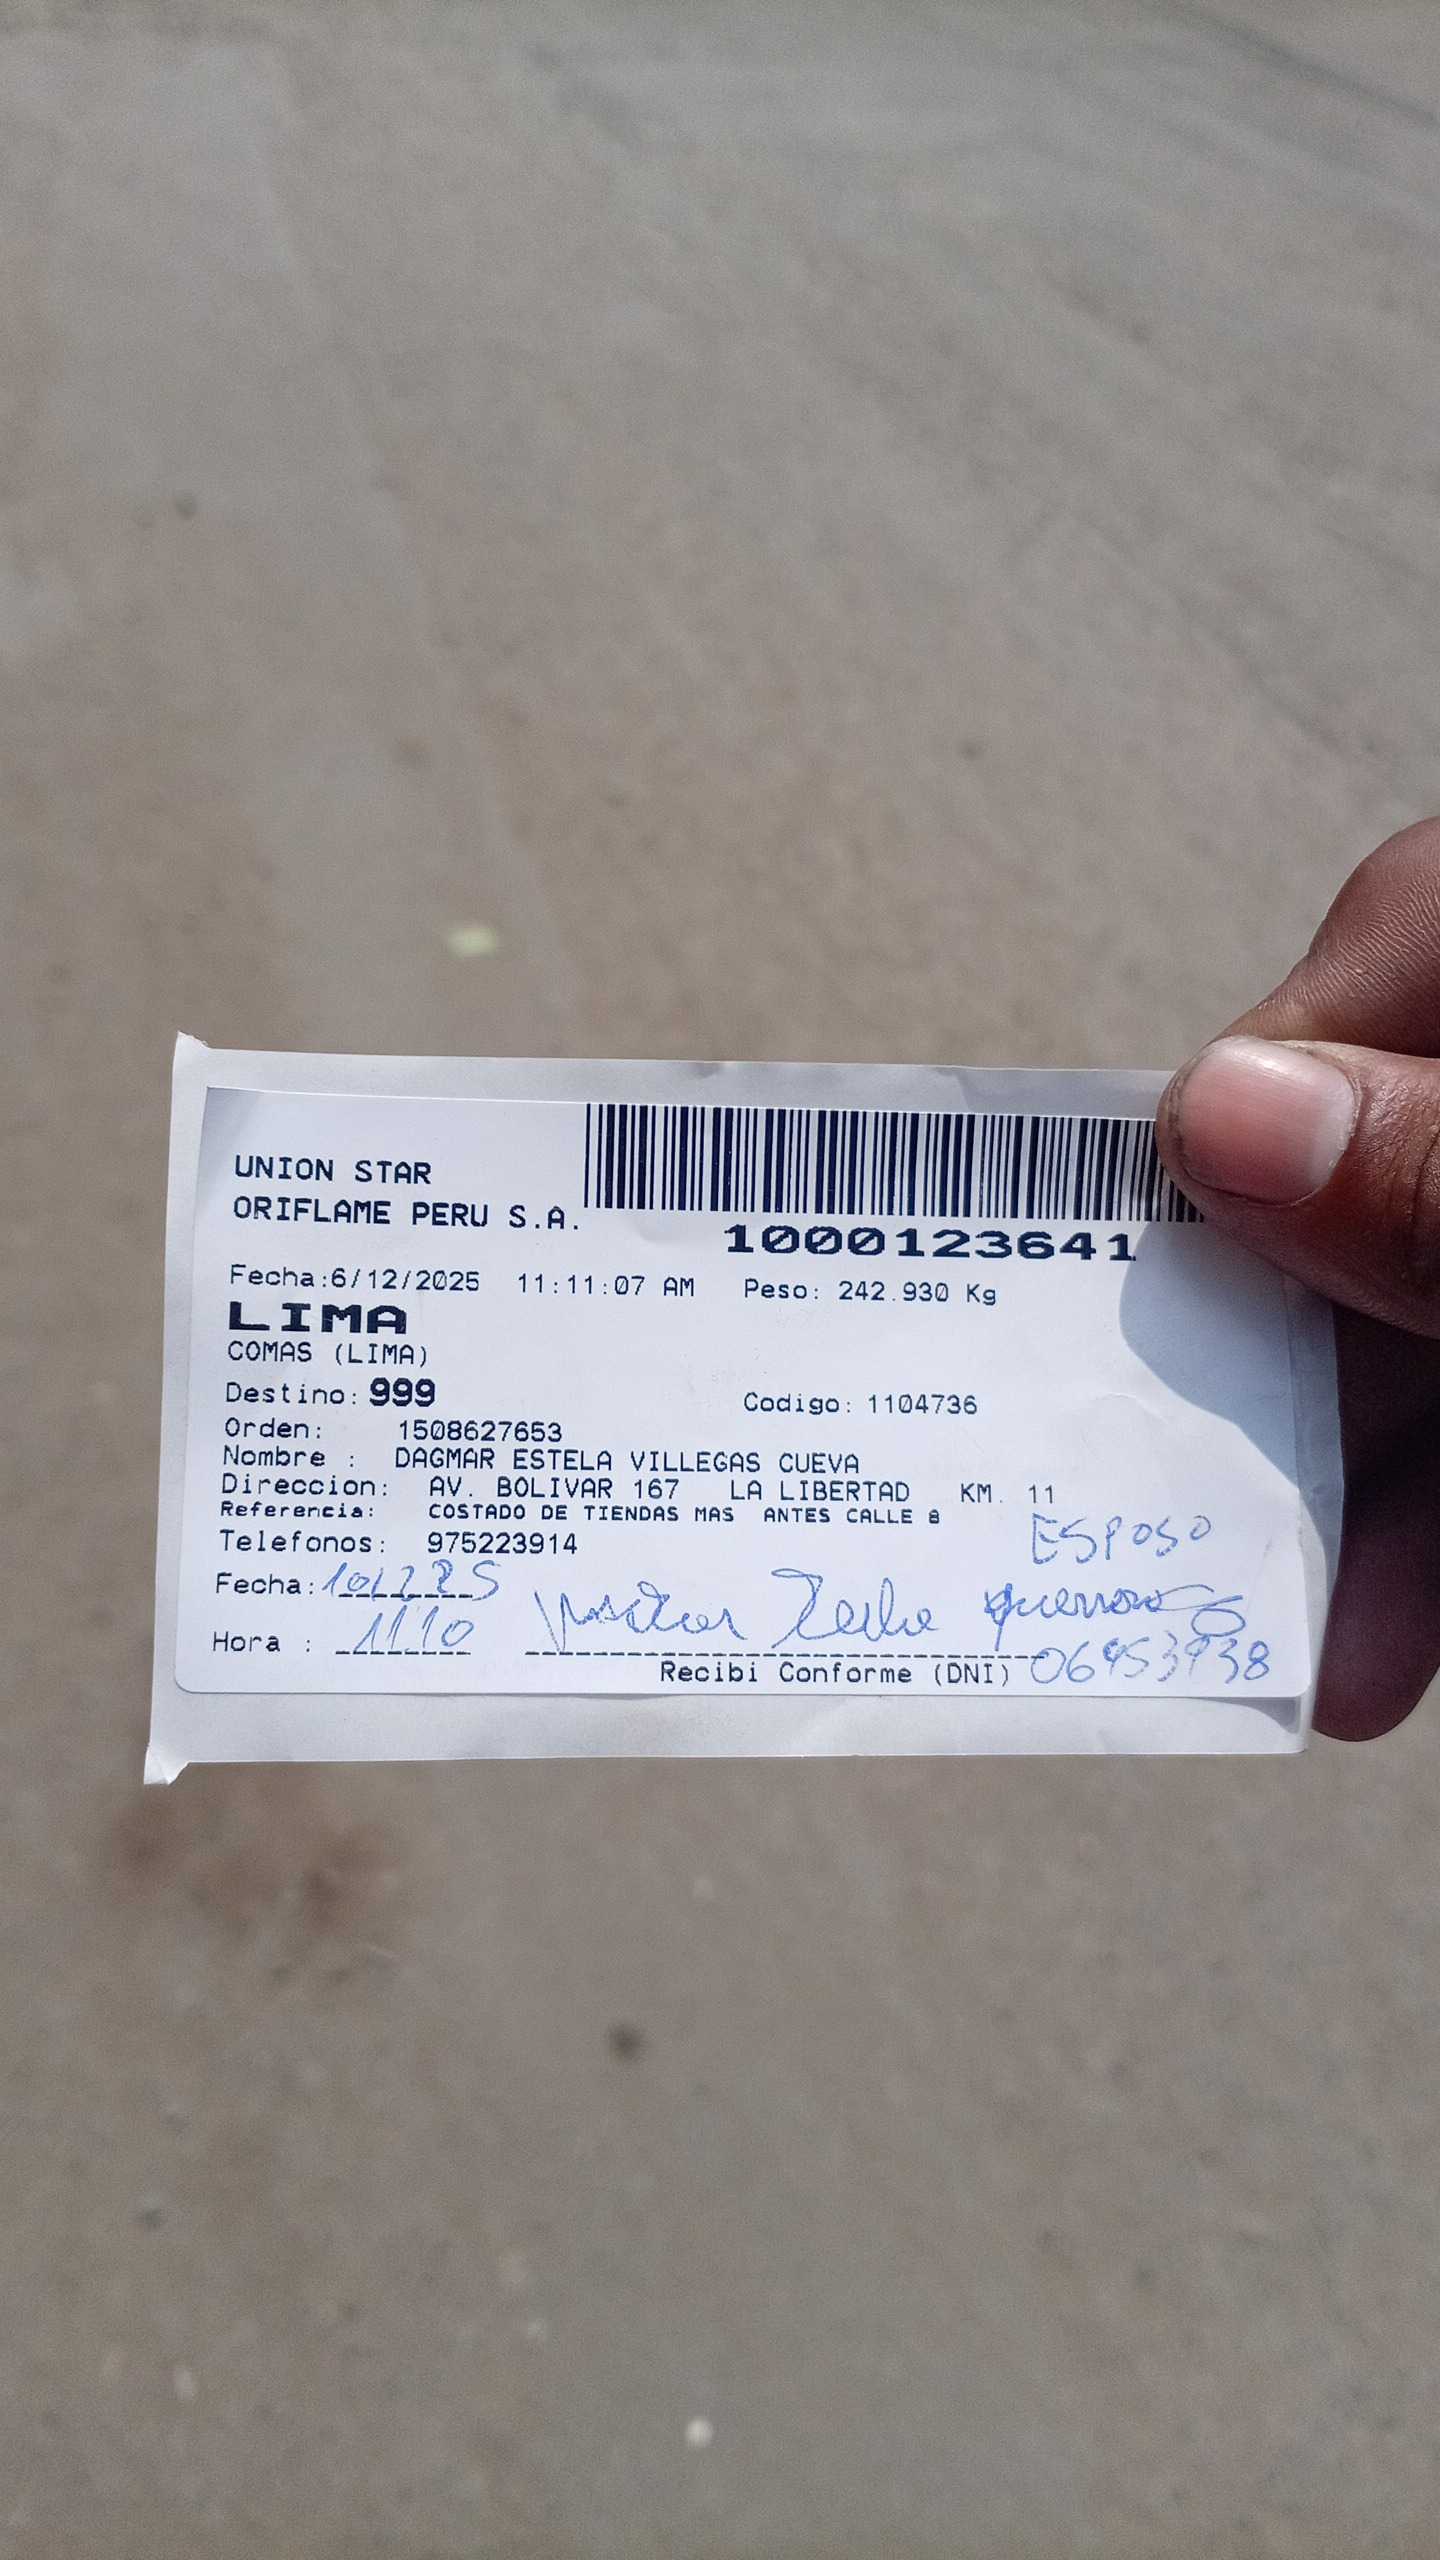 UNION STAR
ORIFLAME PERU S.A.
1000123641
Fecha:6/12/2025 11:11:07 AM Peso: 242.930 Kg
LIMA
COMAS (LIMA)
Destino: 999 Codigo: 1104736
Orden: 1508627653
Nombre : DAGMAR ESTELA VILLEGAS CUEVA
Direccion: AV. BOLIVAR 167 LA LIBERTAD KM. 11
Referencia: COSTADO DE TIENDAS MAS ANTES CALLE 8
ESPOSO
Telefonos: 975223914
Fecha:
Hora : 1110
Recibi Conforme (DNI)